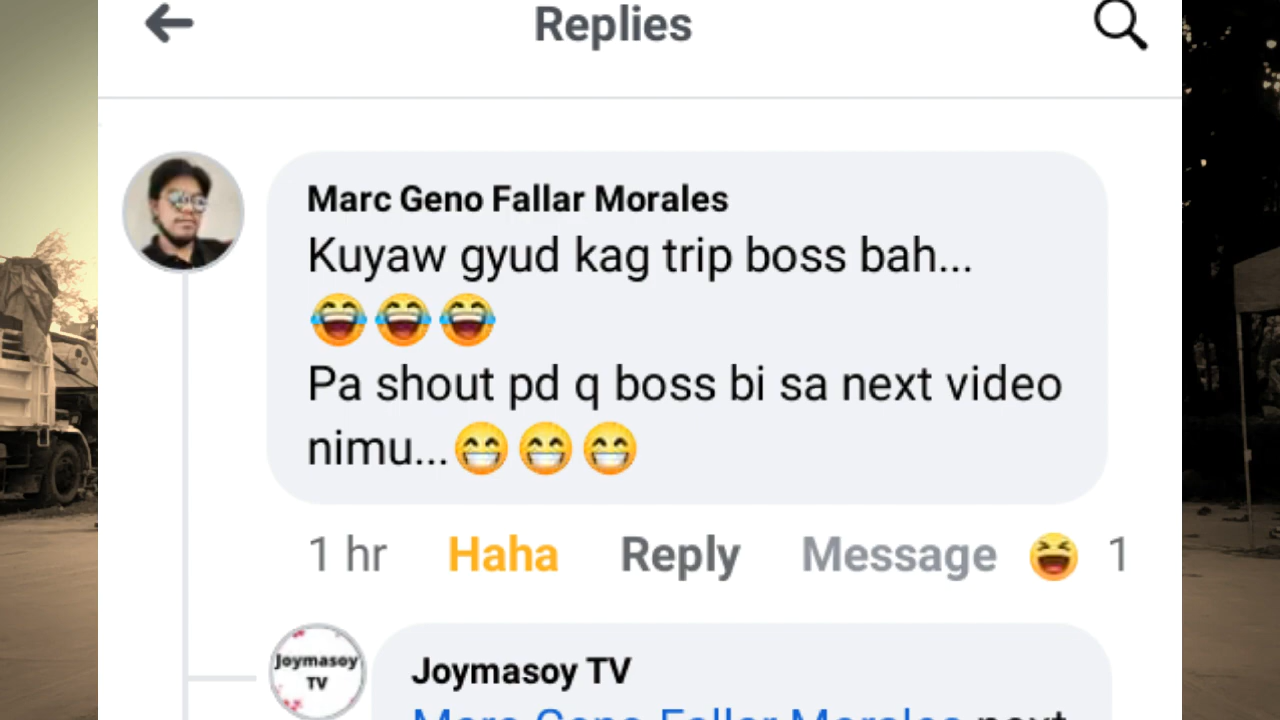 Replies
Marc Geno Fallar Morales
Kuyaw gyud kag trip boss bah...
😂😂😂
Pa shout pd q boss bi sa next video
nimu...😁😁😁
1 hr Haha Reply Message 😆 1
Joymasoy
TV
Joymasoy TV
Marc Geno Fallar Morales next